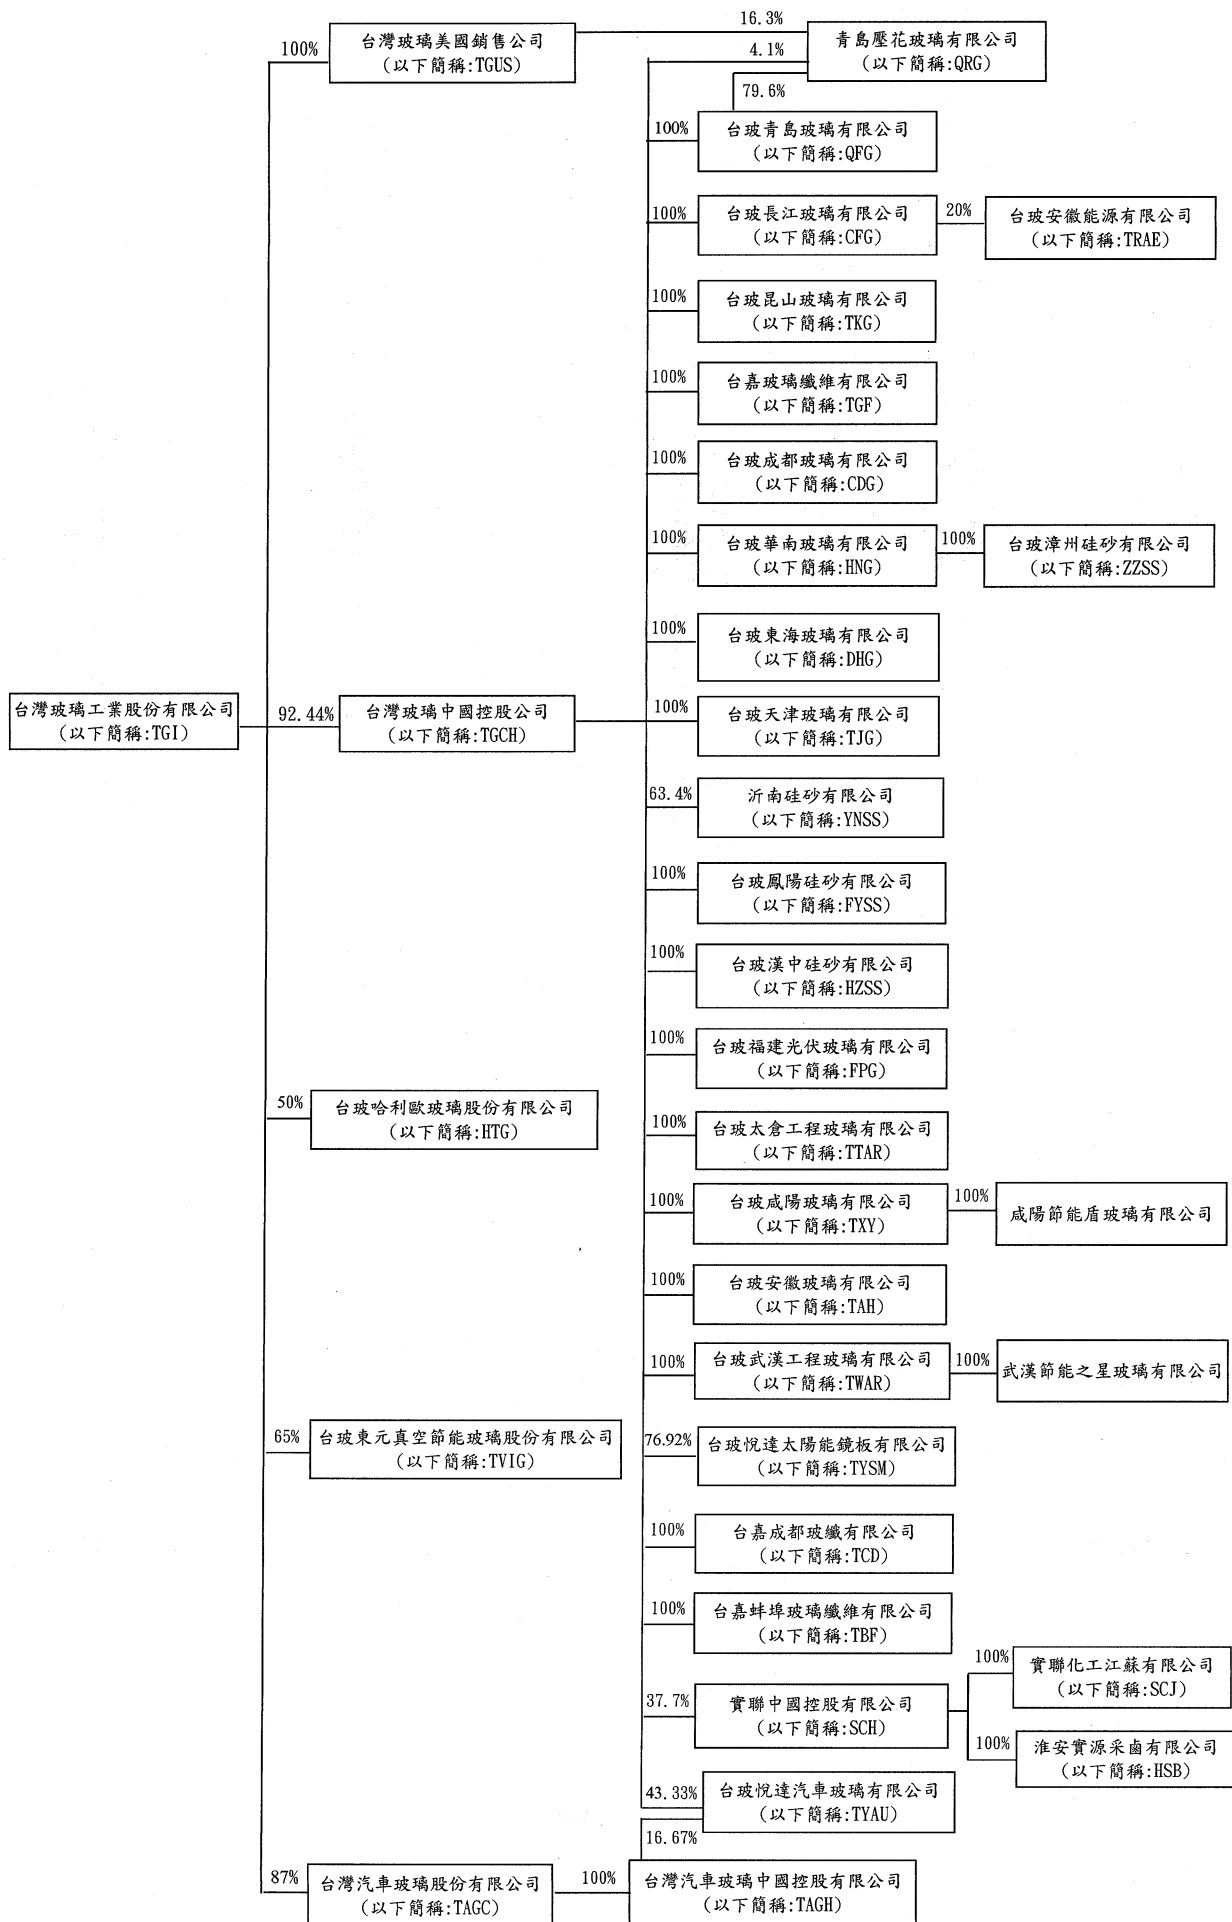 16.3%
100%
台灣玻璃美國銷售公司
(以下簡稱:TGUS)
青島壓花玻璃有限公司
(以下簡稱:QRG)
4.1%
79.6%
100%
台玻青島玻璃有限公司
(以下簡稱:QFG)
100%
台玻長江玻璃有限公司
(以下簡稱:CFG)
20%
台玻安徽能源有限公司
(以下簡稱:TRAE)
100%
台玻昆山玻璃有限公司
(以下簡稱:TKG)
100%
台嘉玻璃纖維有限公司
(以下簡稱:TGF)
100%
台玻成都玻璃有限公司
(以下簡稱:CDG)
100%
台玻華南玻璃有限公司
(以下簡稱:HNG)
100%
台玻漳州硅砂有限公司
(以下簡稱:ZZSS)
100%
台玻東海玻璃有限公司
(以下簡稱:DHG)
台灣玻璃工業股份有限公司
(以下簡稱:TGI)
92.44%
台灣玻璃中國控股公司
(以下簡稱:TGCH)
100%
台玻天津玻璃有限公司
(以下簡稱:TJG)
63.4%
沂南硅砂有限公司
(以下簡稱:YNSS)
100%
台玻鳳陽硅砂有限公司
(以下簡稱:FYSS)
100%
台玻漢中硅砂有限公司
(以下簡稱:HZSS)
100%
台玻福建光伏玻璃有限公司
(以下簡稱:FPG)
50%
台玻哈利歐玻璃股份有限公司
(以下簡稱:HTG)
100%
台玻太倉工程玻璃有限公司
(以下簡稱:TTAR)
100%
台玻咸陽玻璃有限公司
(以下簡稱:TXY)
100%
咸陽節能盾玻璃有限公司
100%
台玻安徽玻璃有限公司
(以下簡稱:TAH)
100%
台玻武漢工程玻璃有限公司
(以下簡稱:TWAR)
100%
武漢節能之星玻璃有限公司
65%
台玻東元真空節能玻璃股份有限公司
(以下簡稱:TVIG)
76.92%
台玻悅達太陽能鏡板有限公司
(以下簡稱:TYSM)
100%
台嘉成都玻纖有限公司
(以下簡稱:TCD)
100%
台嘉蚌埠玻璃纖維有限公司
(以下簡稱:TBF)
37.7%
實聯中國控股有限公司
(以下簡稱:SCH)
100%
實聯化工江蘇有限公司
(以下簡稱:SCJ)
100%
淮安實源采鹵有限公司
(以下簡稱:HSB)
43.33%
台玻悅達汽車玻璃有限公司
(以下簡稱:TYAU)
16.67%
87%
台灣汽車玻璃股份有限公司
(以下簡稱:TAGC)
100%
台灣汽車玻璃中國控股有限公司
(以下簡稱:TAGH)